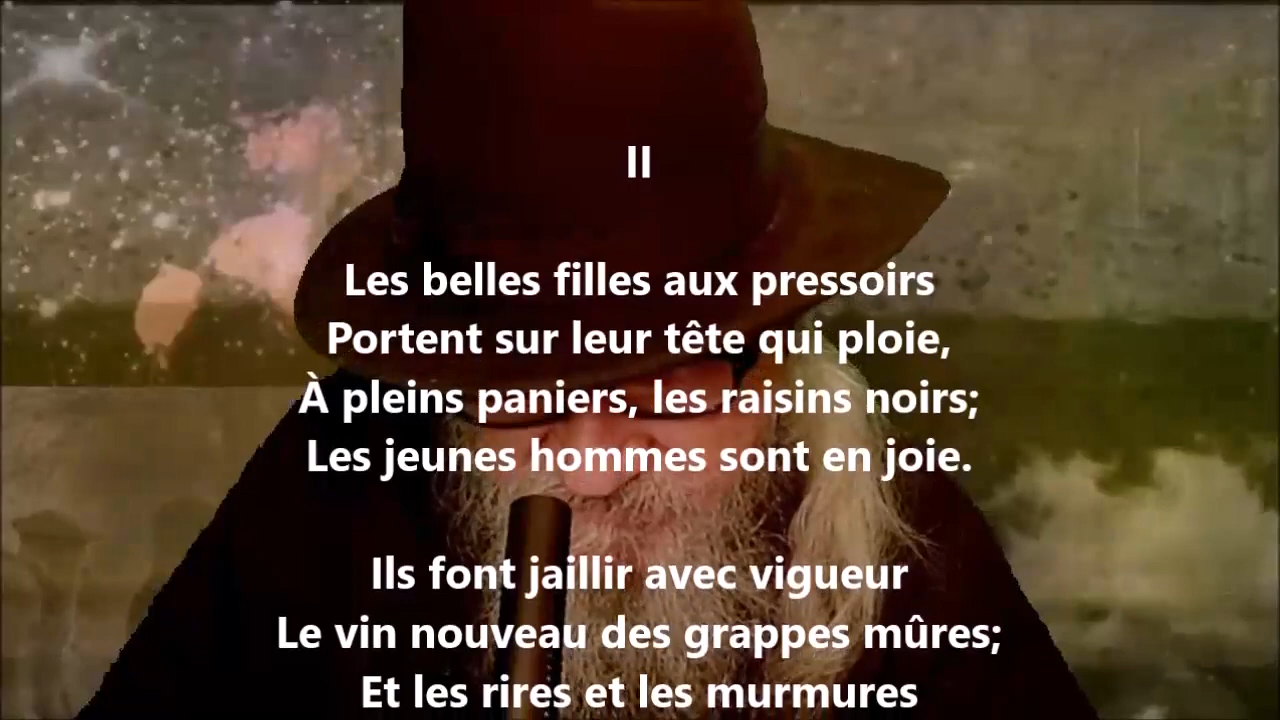 II
Les belles filles aux pressoirs
Portent sur leur tête qui ploie,
À pleins paniers, les raisins noirs;
Les jeunes hommes sont en joie.
Ils font jaillir avec vigueur
Le vin nouveau des grappes mûres;
Et les rires et les murmures